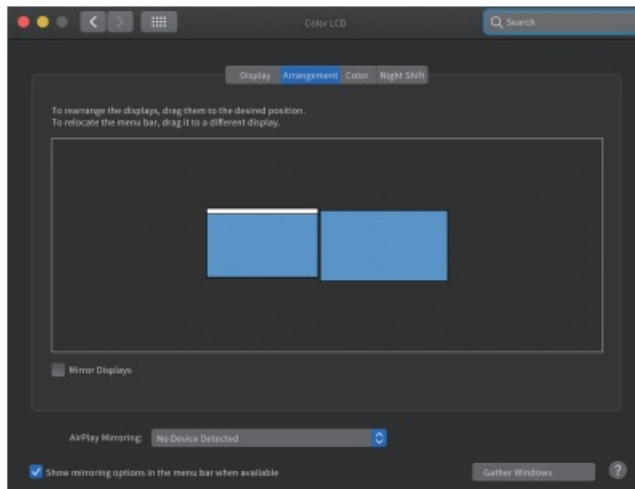 Color LCD
Search
Display Arrangement Color Night Shift
To rearrange the displays, drag them to the desired position.
To relocate the menu bar, drag it to a different display.
Mirror Displays
AirPlay Mirroring: No Device Detected
Show mirroring options in the menu bar when available
Gather Windows ?